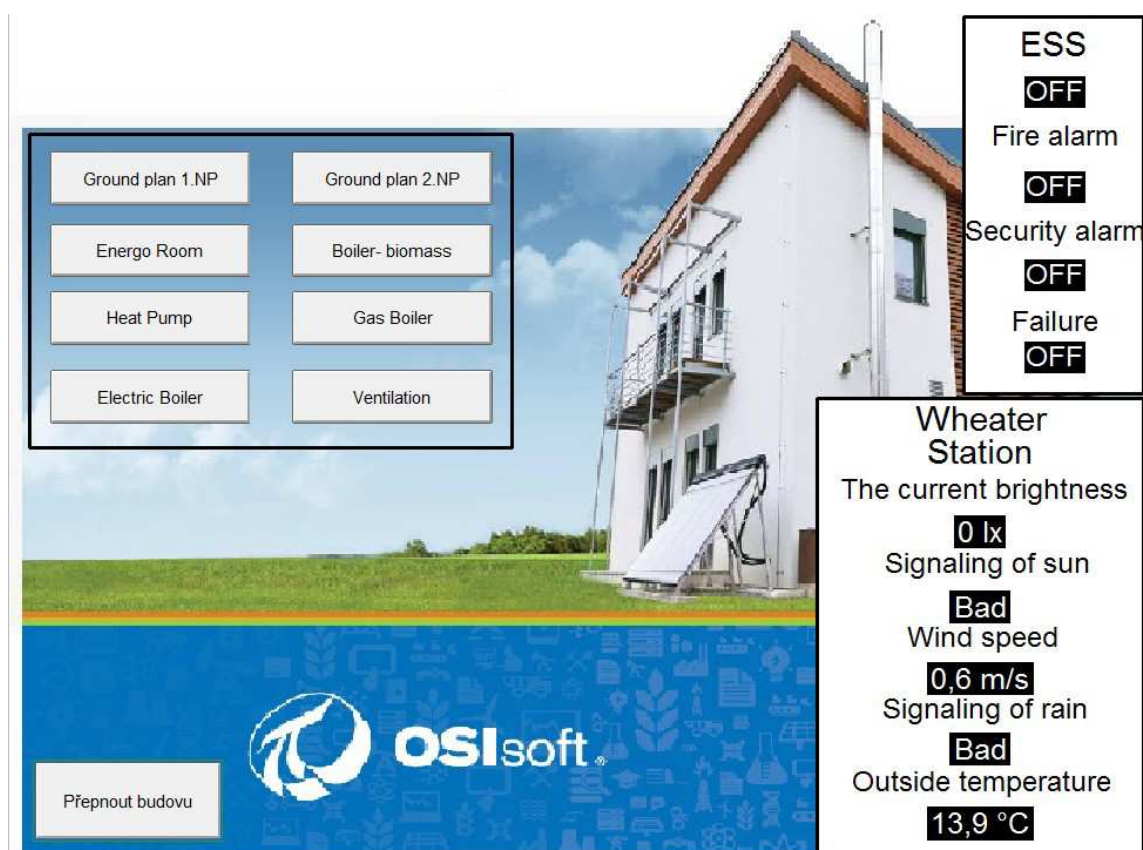 Ground plan 1.NP
Ground plan 2.NP
Energo Room
Boiler- biomass
Heat Pump
Gas Boiler
Electric Boiler
Ventilation
ESS
OFF
Fire alarm
OFF
Security alarm
OFF
Failure
OFF
Wheater
Station
The current brightness
0 lx
Signaling of sun
Bad
Wind speed
0,6 m/s
Signaling of rain
Bad
Outside temperature
13,9 °C
OSIsoft®
Přepnout budovu